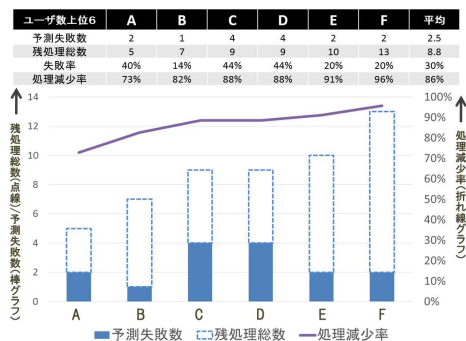 ユーザ数上位6 A B C D E F 平均
予測失敗数 2 1 4 4 2 2 2.5
残処理総数 5 7 9 9 10 13 8.8
失敗率 40% 14% 44% 44% 20% 20% 30%
処理減少率 73% 82% 88% 88% 91% 96% 86%
残処理総数(点線)/予測失敗数(棒グラフ)
14
12
10
8
6
4
2
0
100%
90%
80%
70%
60%
50%
40%
30%
20%
10%
0%
処理減少率(折れ線グラフ)
A B C D E F
予測失敗数 残処理総数 処理減少率